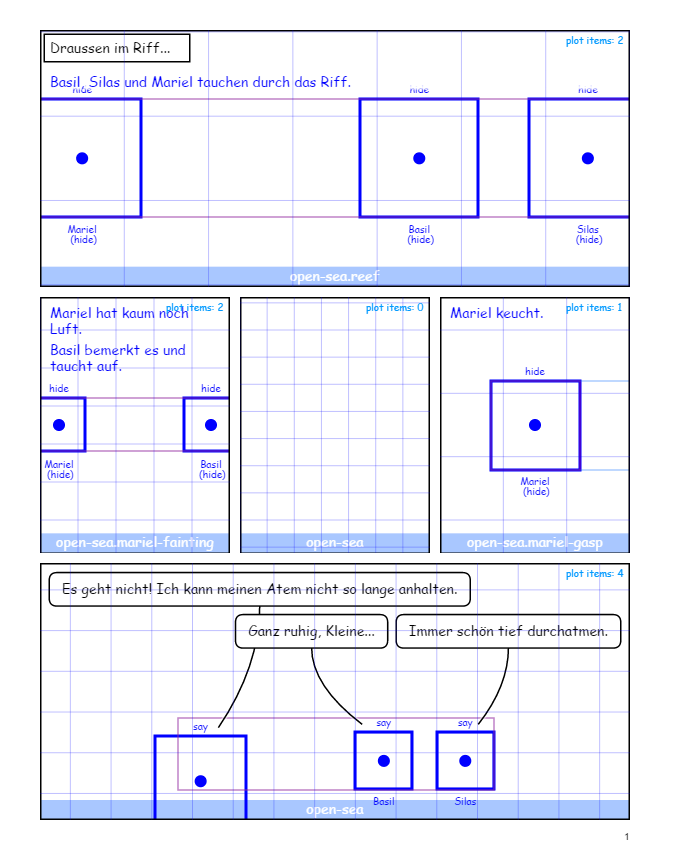 Draussen im Riff...
plot items: 2
Basil, Silas und Mariel tauchen durch das Riff.
hide
hide
hide
Mariel
(hide)
Basil
(hide)
Silas
(hide)
open-sea.reef
plot items: 2
Mariel hat kaum noch
Luft.
Basil bemerkt es und
taucht auf.
hide
hide
Mariel
(hide)
Basil
(hide)
open-sea.mariel-fainting
plot items: 0
open-sea
plot items: 1
Mariel keucht.
hide
Mariel
(hide)
open-sea.mariel-gasp
plot items: 4
Es geht nicht! Ich kann meinen Atem nicht so lange anhalten.
Ganz ruhig, Kleine...
Immer schön tief durchatmen.
say
say
say
Basil
Silas
open-sea
1